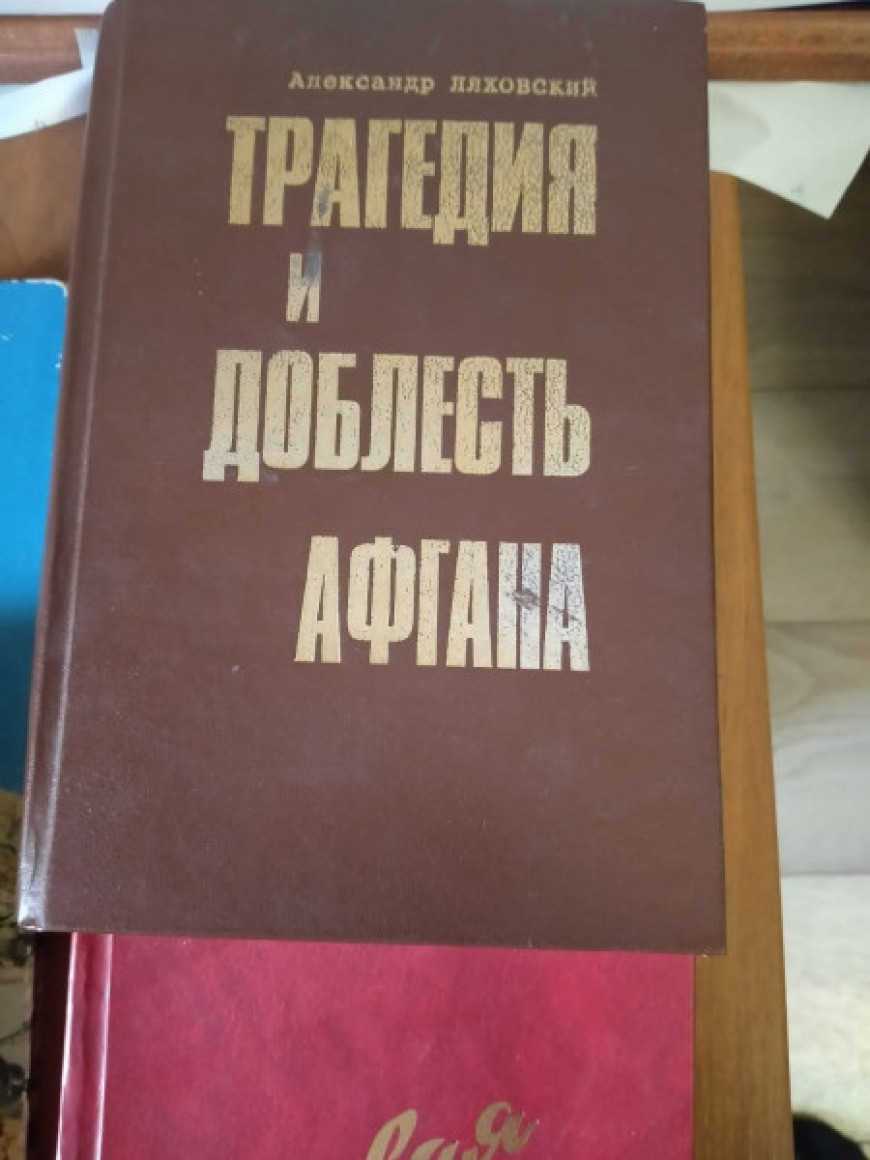 Александр Ляховский
ТРАГЕДИЯ
И
ДОБЛЕСТЬ
АФГАНА